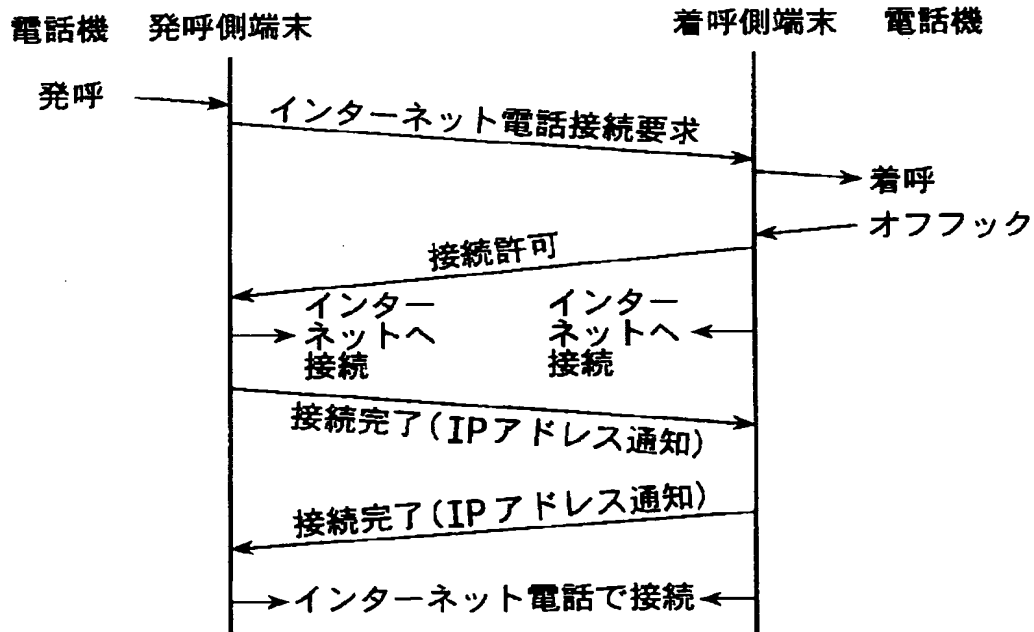 電話機 発呼側端末 着呼側端末 電話機
発呼
インターネット電話接続要求
着呼
オフフック
接続許可
インター
ネットへ
接続
インター
ネットへ
接続
接続完了(IPアドレス通知)
接続完了(IPアドレス通知)
インターネット電話で接続